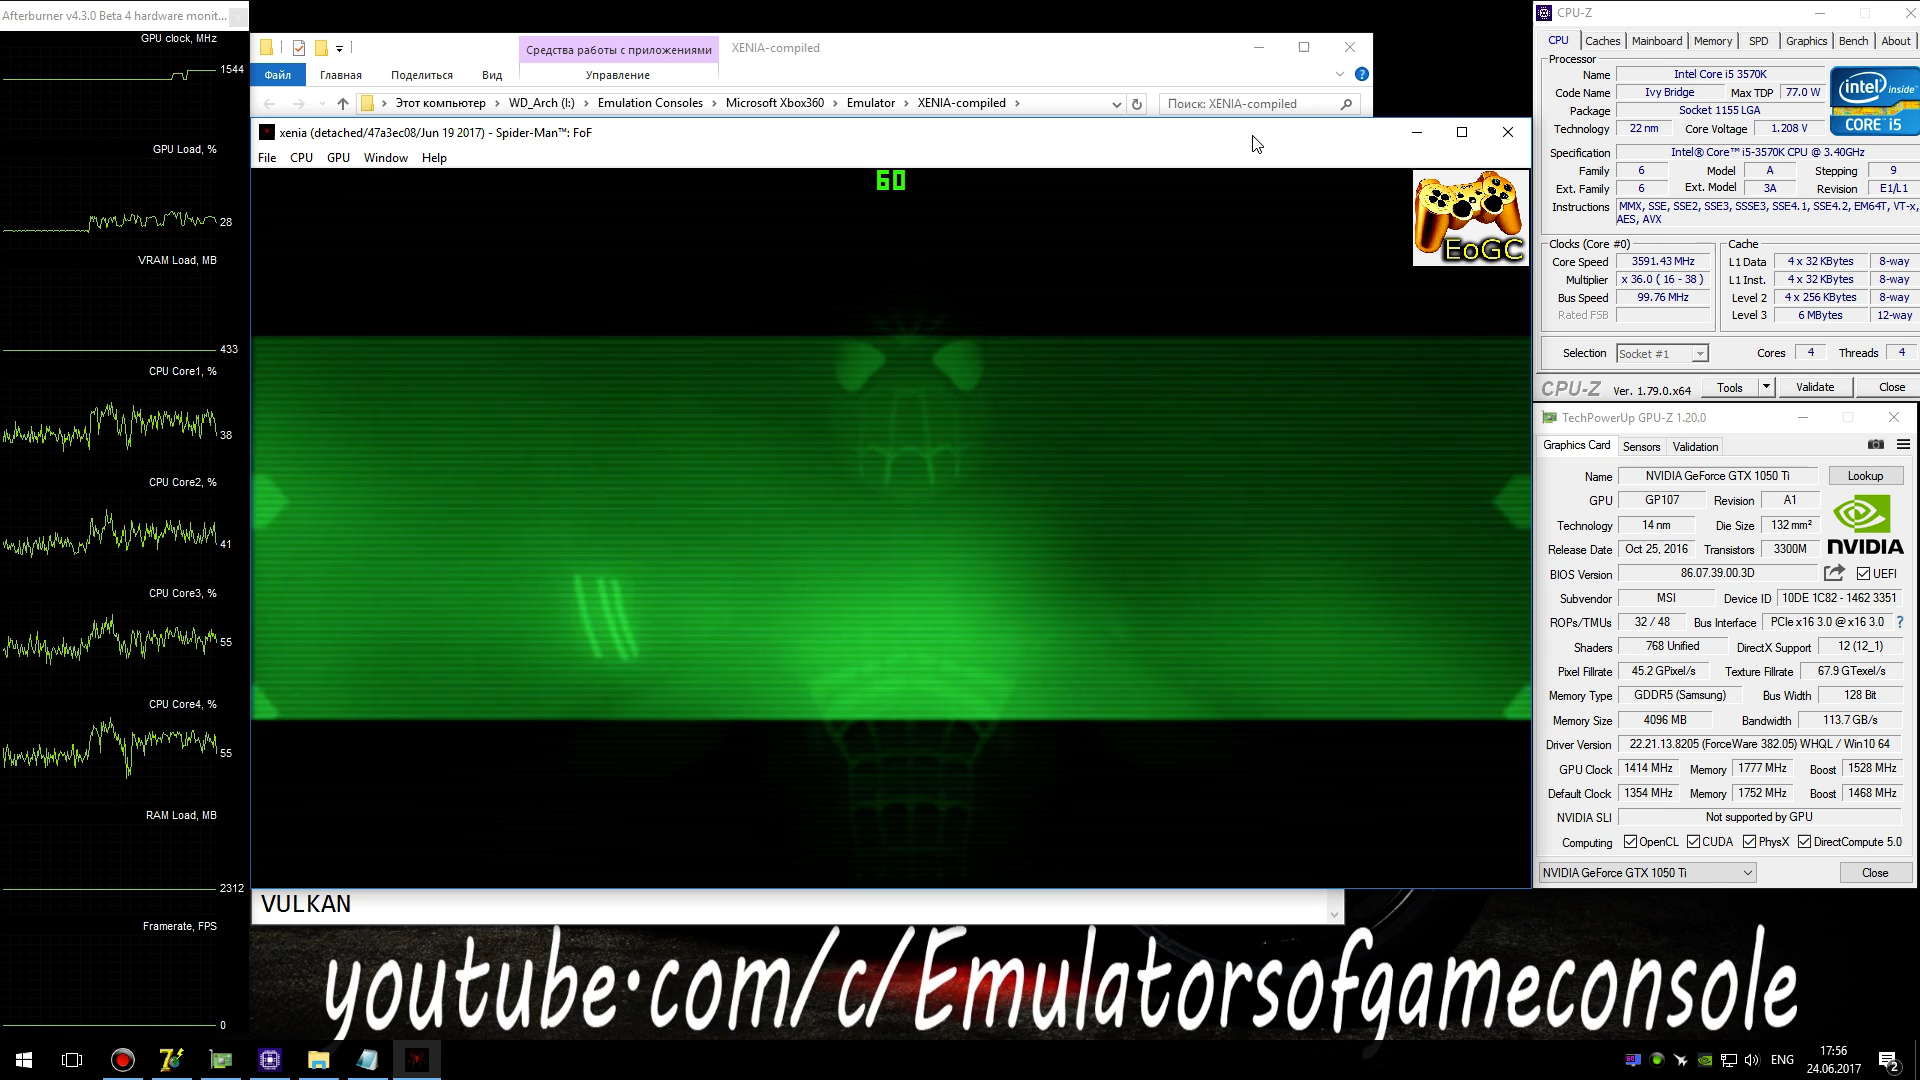 Afterburner v4.3.0 Beta 4 hardware monit...
GPU clock, MHz
1544
GPU Load, %
28
VRAM Load, MB
433
CPU Core1, %
38
CPU Core2, %
41
CPU Core3, %
55
CPU Core4, %
55
RAM Load, MB
2312
Framerate, FPS
0
Средства работы с приложениями
XENIA-compiled
Файл Главная Поделиться Вид Управление
Этот компьютер > WD_Arch (I:) > Emulation Consoles > Microsoft Xbox360 > Emulator > XENIA-compiled >
Поиск: XENIA-compiled
xenia (detached/47a3ec08/Jun 19 2017) - Spider-Man™: FoF
File CPU GPU Window Help
60
EoGC
VULKAN
youtube.com/c/Emulatorsofgameconsole
CPU-Z
CPU Caches Mainboard Memory SPD Graphics Bench About
Processor
Name Intel Core i5 3570K
Code Name Ivy Bridge Max TDP 77.0 W
Package Socket 1155 LGA
Technology 22 nm Core Voltage 1.208 V
intel inside™
CORE i5
Specification Intel® Core™ i5-3570K CPU @ 3.40GHz
Family 6 Model A Stepping 9
Ext. Family 6 Ext. Model 3A Revision E1/L1
Instructions MMX, SSE, SSE2, SSE3, SSSE3, SSE4.1, SSE4.2, EM64T, VT-x,
AES, AVX
Clocks (Core #0) Cache
Core Speed 3591.43 MHz L1 Data 4 x 32 KBytes 8-way
Multiplier x 36.0 ( 16 - 38 ) L1 Inst. 4 x 32 KBytes 8-way
Bus Speed 99.76 MHz Level 2 4 x 256 KBytes 8-way
Rated FSB Level 3 6 MBytes 12-way
Selection Socket #1 Cores 4 Threads 4
CPU-Z Ver. 1.79.0.x64 Tools Validate Close
TechPowerUp GPU-Z 1.20.0
Graphics Card Sensors Validation
Name NVIDIA GeForce GTX 1050 Ti Lookup
GPU GP107 Revision A1
Technology 14 nm Die Size 132 mm²
Release Date Oct 25, 2016 Transistors 3300M
NVIDIA
BIOS Version 86.07.39.00.3D UEFI
Subvendor MSI Device ID 10DE 1C82 - 1462 3351
ROPs/TMUs 32 / 48 Bus Interface PCIe x16 3.0 @ x16 3.0 ?
Shaders 768 Unified DirectX Support 12 (12_1)
Pixel Fillrate 45.2 GPixel/s Texture Fillrate 67.9 GTexel/s
Memory Type GDDR5 (Samsung) Bus Width 128 Bit
Memory Size 4096 MB Bandwidth 113.7 GB/s
Driver Version 22.21.13.8205 (ForceWare 382.05) WHQL / Win10 64
GPU Clock 1414 MHz Memory 1777 MHz Boost 1528 MHz
Default Clock 1354 MHz Memory 1752 MHz Boost 1468 MHz
NVIDIA SLI Not supported by GPU
Computing OpenCL CUDA PhysX DirectCompute 5.0
NVIDIA GeForce GTX 1050 Ti Close
ENG
17:56
24.06.2017
2